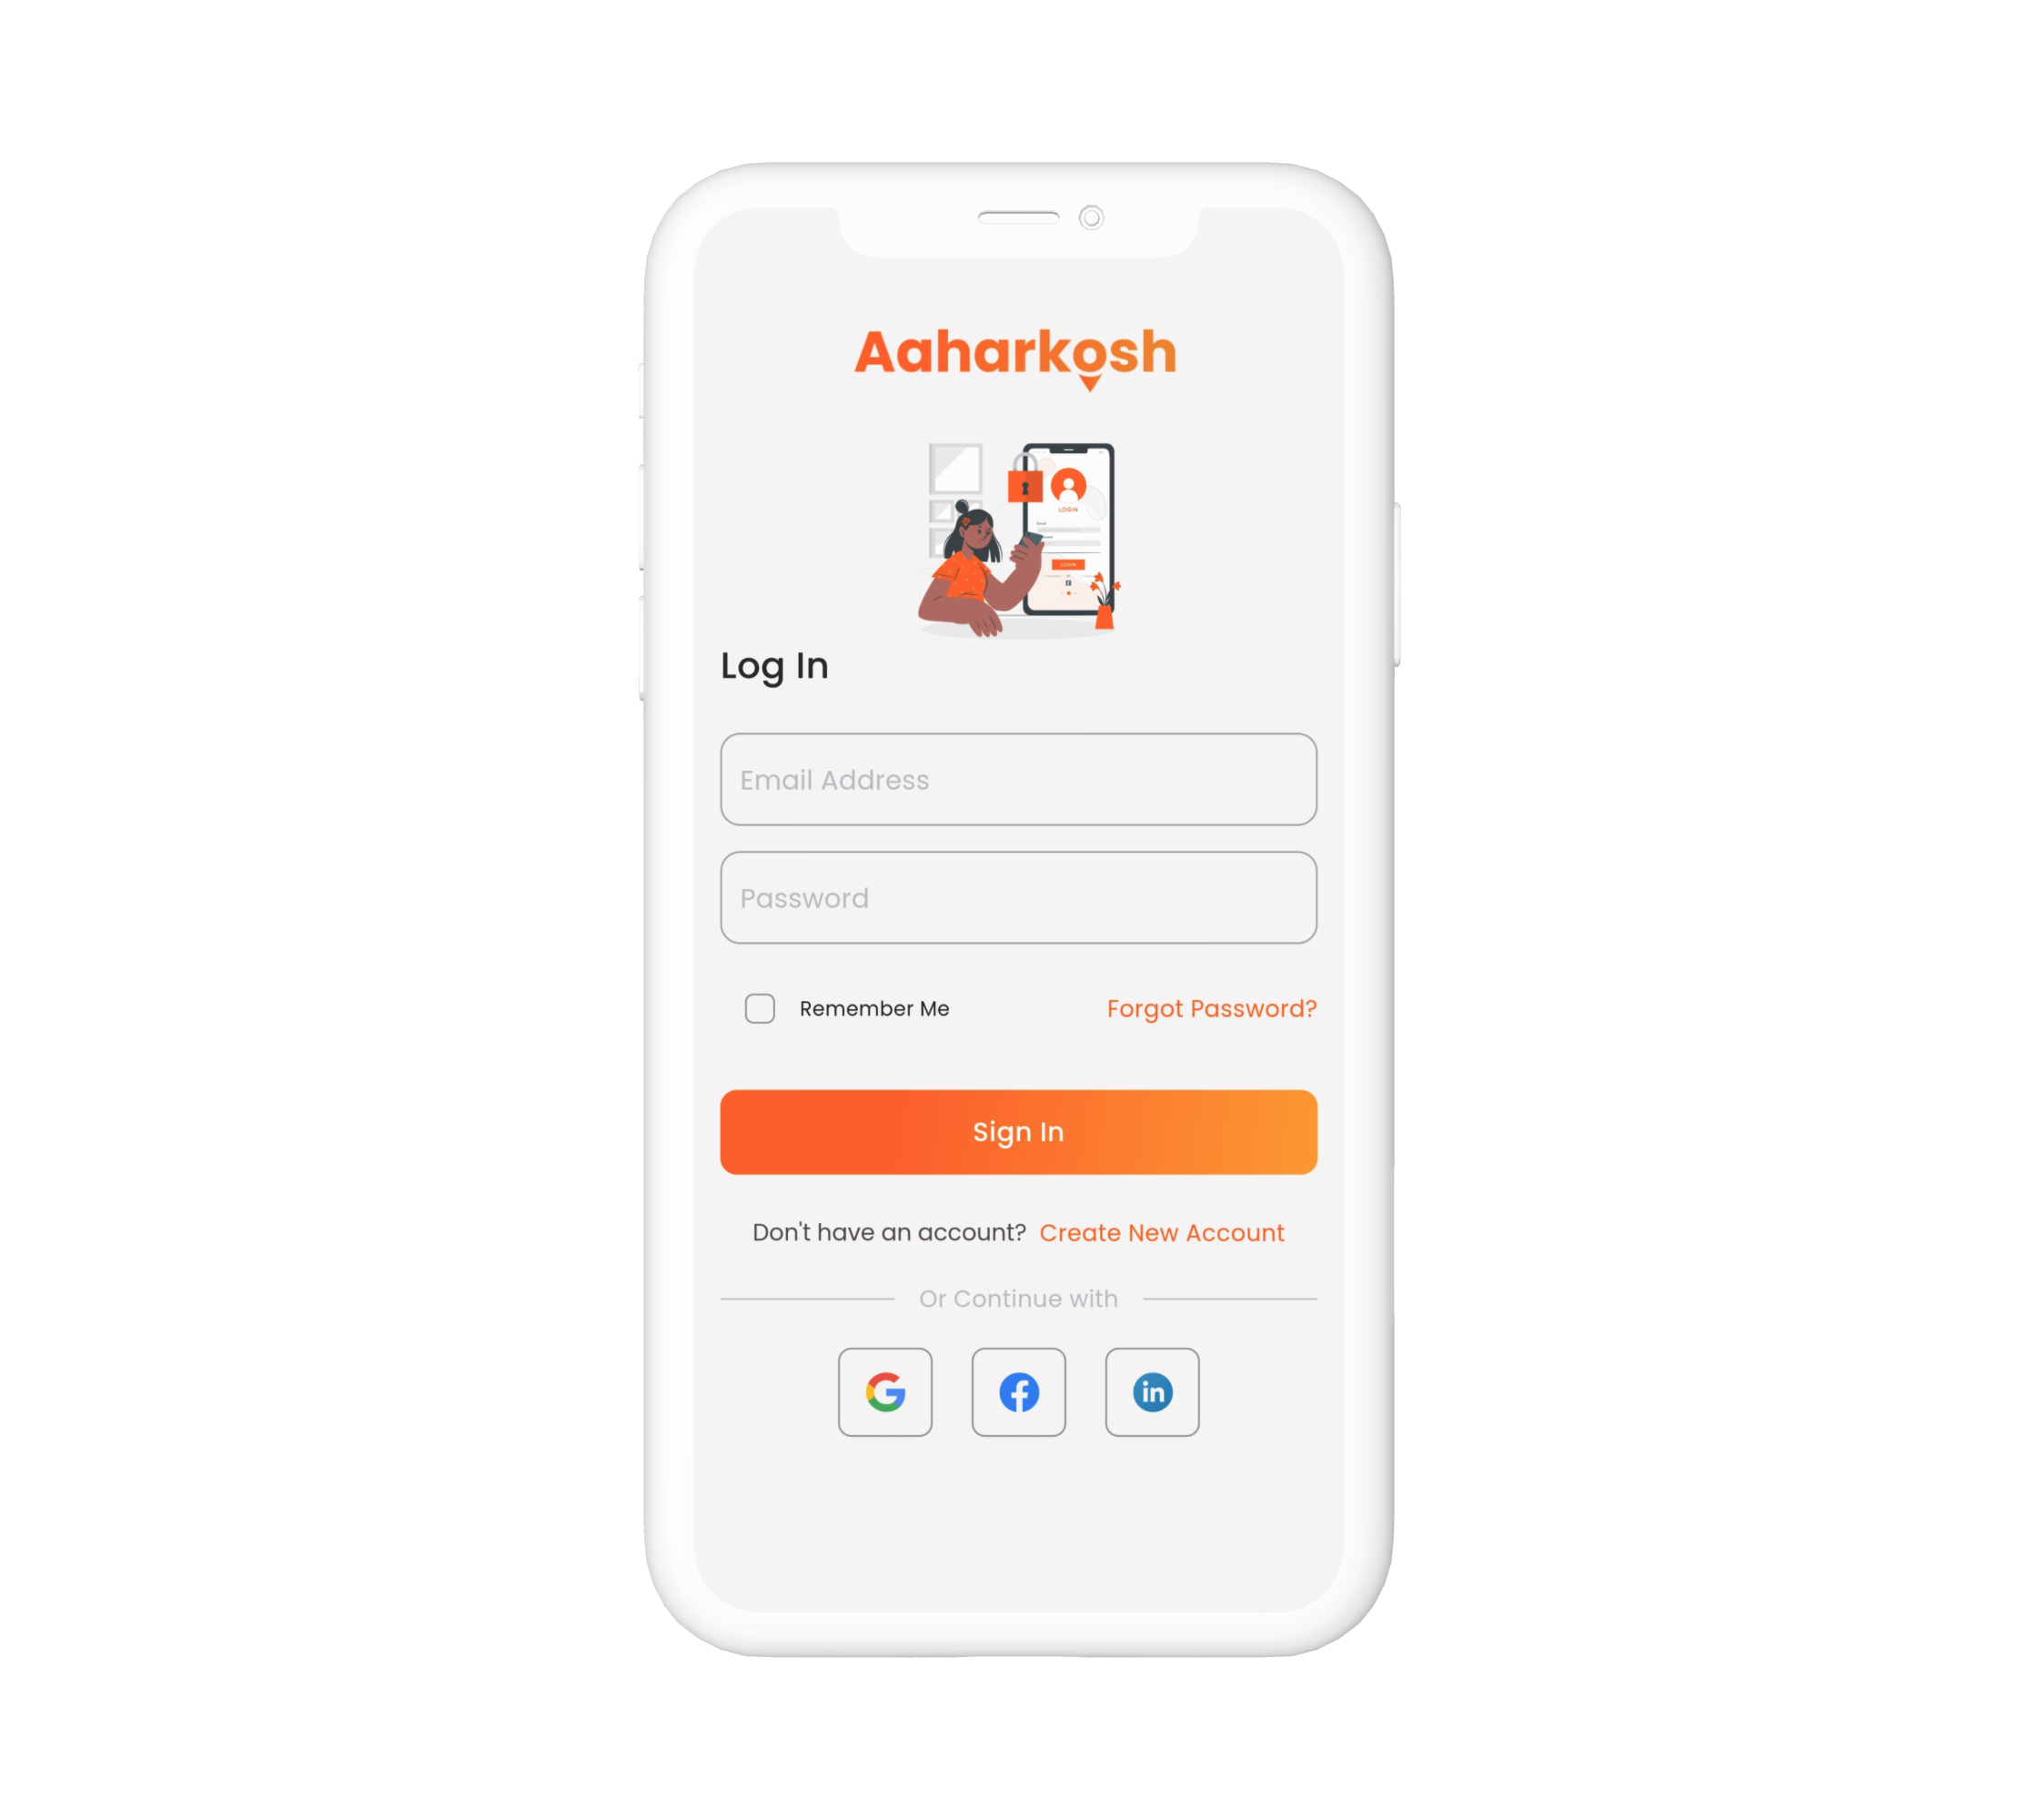 Aaharkosh
LOGIN
Email
LOGIN
Log In
Email Address
Password
Remember Me
Forgot Password?
Sign In
Don't have an account? Create New Account
Or Continue with
G
f
in